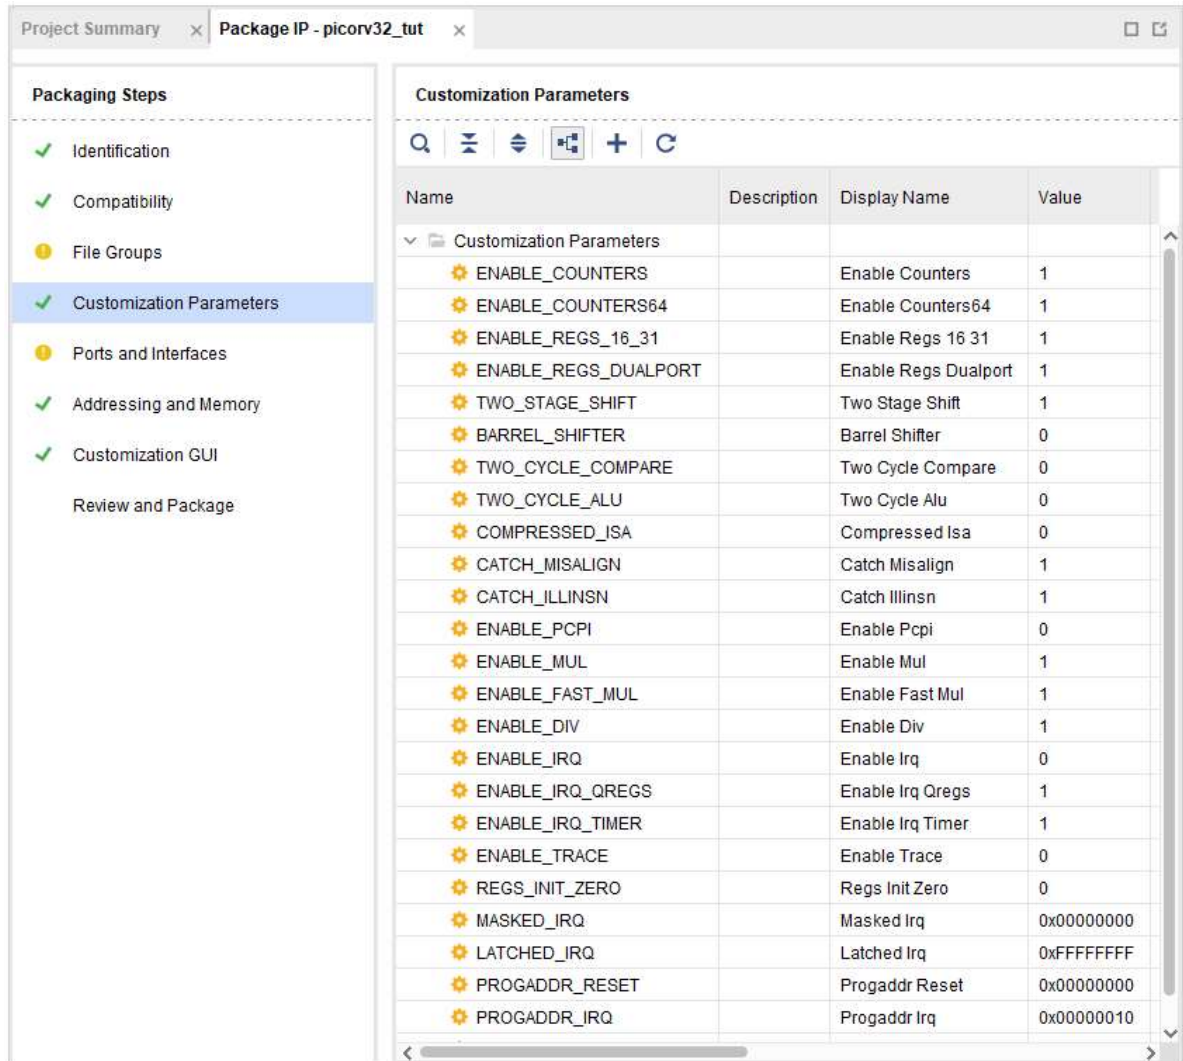 Project Summary × Package IP - picorv32_tut ×
Packaging Steps
Identification
Compatibility
File Groups
Customization Parameters
Ports and Interfaces
Addressing and Memory
Customization GUI
Review and Package
Customization Parameters
Name Description Display Name Value
Customization Parameters
ENABLE_COUNTERS Enable Counters 1
ENABLE_COUNTERS64 Enable Counters64 1
ENABLE_REGS_16_31 Enable Regs 16 31 1
ENABLE_REGS_DUALPORT Enable Regs Dualport 1
TWO_STAGE_SHIFT Two Stage Shift 1
BARREL_SHIFTER Barrel Shifter 0
TWO_CYCLE_COMPARE Two Cycle Compare 0
TWO_CYCLE_ALU Two Cycle Alu 0
COMPRESSED_ISA Compressed Isa 0
CATCH_MISALIGN Catch Misalign 1
CATCH_ILLINSN Catch Illinsn 1
ENABLE_PCPI Enable Pcpi 0
ENABLE_MUL Enable Mul 1
ENABLE_FAST_MUL Enable Fast Mul 1
ENABLE_DIV Enable Div 1
ENABLE_IRQ Enable Irq 0
ENABLE_IRQ_QREGS Enable Irq Qregs 1
ENABLE_IRQ_TIMER Enable Irq Timer 1
ENABLE_TRACE Enable Trace 0
REGS_INIT_ZERO Regs Init Zero 0
MASKED_IRQ Masked Irq 0x00000000
LATCHED_IRQ Latched Irq 0xFFFFFFFF
PROGADDR_RESET Progaddr Reset 0x00000000
PROGADDR_IRQ Progaddr Irq 0x00000010